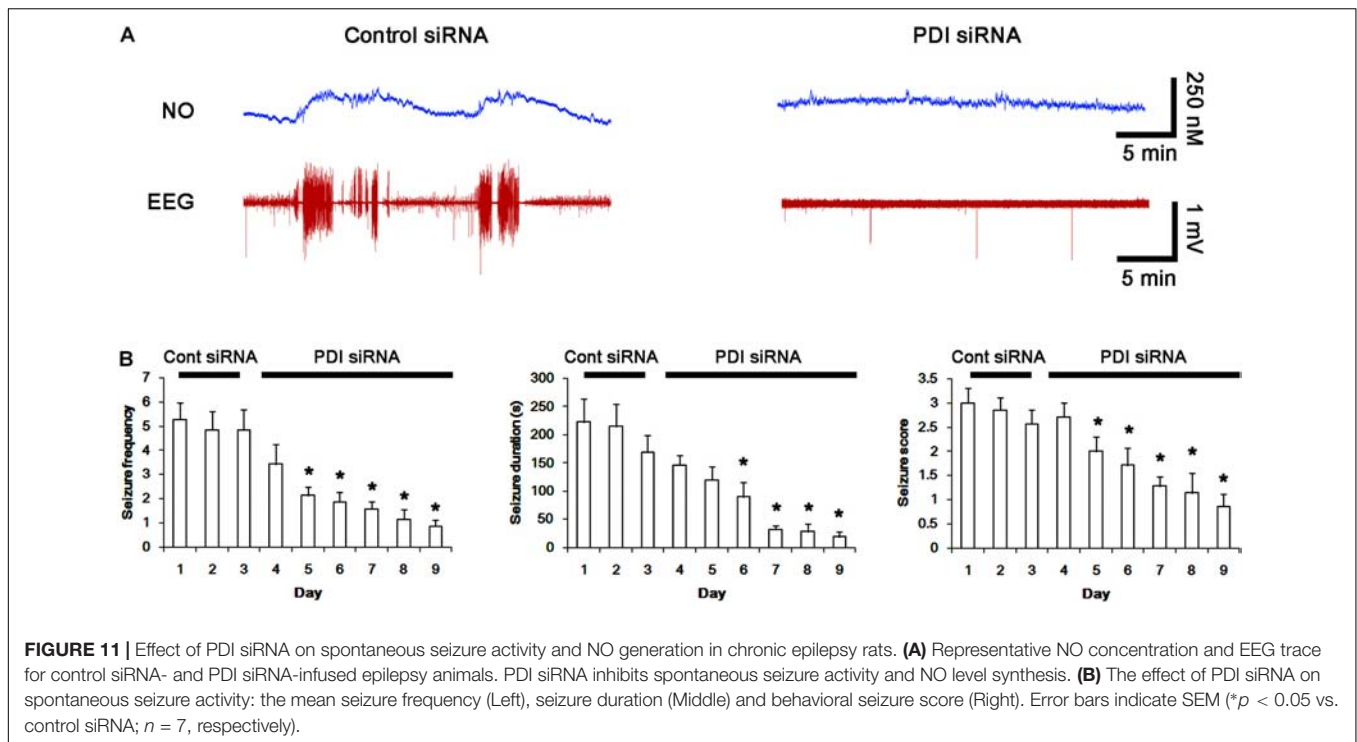 A
Control siRNA
PDI siRNA
NO
250 nM
5 min
EEG
1 mV
5 min
B
Cont siRNA
PDI siRNA
7
6
5
4
3
2
1
0
Seizure frequency
* * * * *
1 2 3 4 5 6 7 8 9
Day
Cont siRNA
PDI siRNA
300
250
200
150
100
50
0
Seizure duration (s)
* * * *
1 2 3 4 5 6 7 8 9
Day
Cont siRNA
PDI siRNA
3.5
3
2.5
2
1.5
1
0.5
0
Seizure score
* * * * *
1 2 3 4 5 6 7 8 9
Day
FIGURE 11 | Effect of PDI siRNA on spontaneous seizure activity and NO generation in chronic epilepsy rats. (A) Representative NO concentration and EEG trace
for control siRNA- and PDI siRNA-infused epilepsy animals. PDI siRNA inhibits spontaneous seizure activity and NO level synthesis. (B) The effect of PDI siRNA on
spontaneous seizure activity: the mean seizure frequency (Left), seizure duration (Middle) and behavioral seizure score (Right). Error bars indicate SEM (*p < 0.05 vs.
control siRNA; n = 7, respectively).